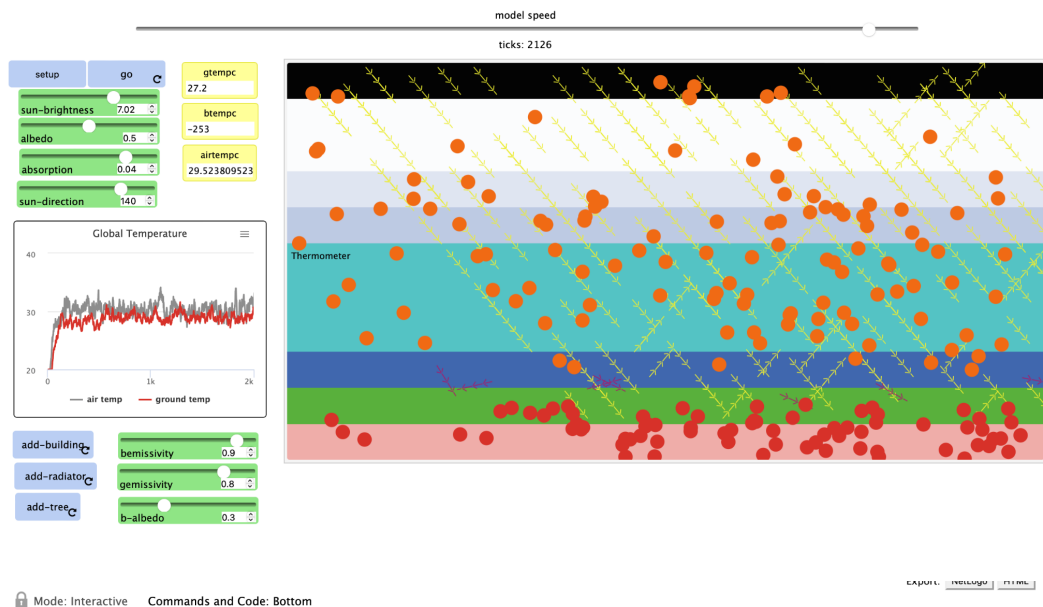 model speed
ticks: 2126
setup
go
sun-brightness 7.02
albedo 0.5
absorption 0.04
sun-direction 140
gtempc
27.2
btempc
-253
airtempc
29.523809523
Global Temperature
40
30
20
0 1k 2k
air temp ground temp
Thermometer
add-building
add-radiator
add-tree
bemissivity 0.9
gemissivity 0.8
b-albedo 0.3
Export: NetLogo HTML
Mode: Interactive Commands and Code: Bottom